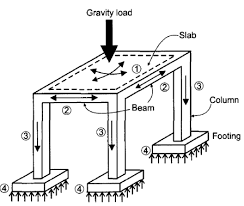 Gravity load
Slab
①
②
②
Beam
③
③
③
Column
Footing
④
④
④